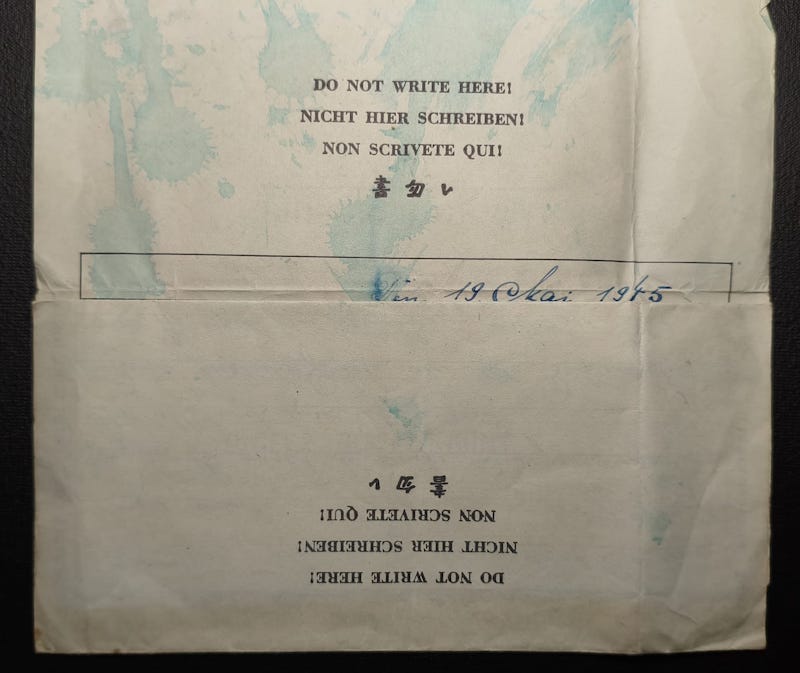 DO NOT WRITE HERE!
NICHT HIER SCHREIBEN!
NON SCRIVETE QUI!
書勿レ
Den 19 Mai 1945
DO NOT WRITE HERE!
NICHT HIER SCHREIBEN!
NON SCRIVETE QUI!
書勿レ